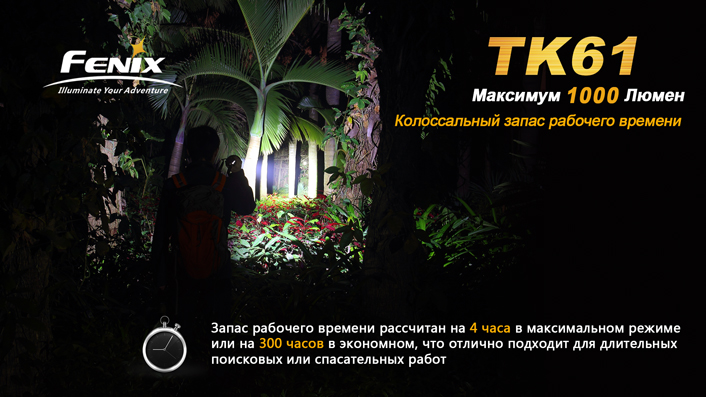 FENIX
Illuminate Your Adventure
TK61
Максимум 1000 Люмен
Колоссальный запас рабочего времени
Запас рабочего времени рассчитан на 4 часа в максимальном режиме
или на 300 часов в экономном, что отлично подходит для длительных
поисковых или спасательных работ